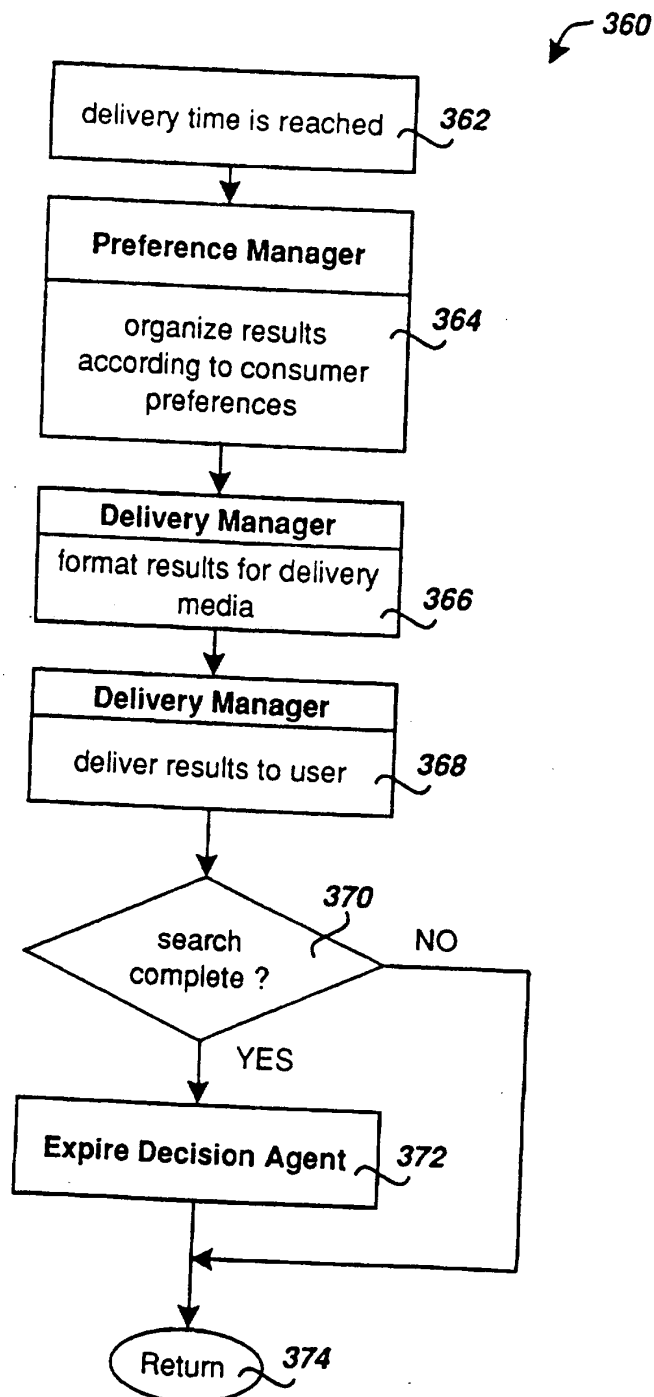 360
delivery time is reached
362
Preference Manager
organize results
according to consumer
preferences
364
Delivery Manager
format results for delivery
media
366
Delivery Manager
deliver results to user
368
370
search
complete ?
NO
YES
Expire Decision Agent
372
Return
374